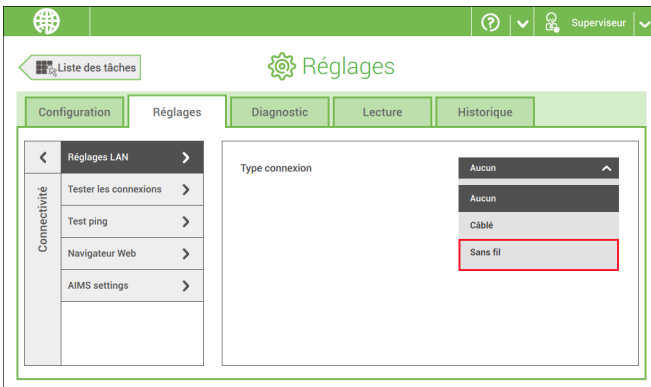 Superviseur
Liste des tâches
Réglages
Configuration
Réglages
Diagnostic
Lecture
Historique
Connectivité
Réglages LAN
Tester les connexions
Test ping
Navigateur Web
AIMS settings
Type connexion
Aucun
Aucun
Câblé
Sans fil